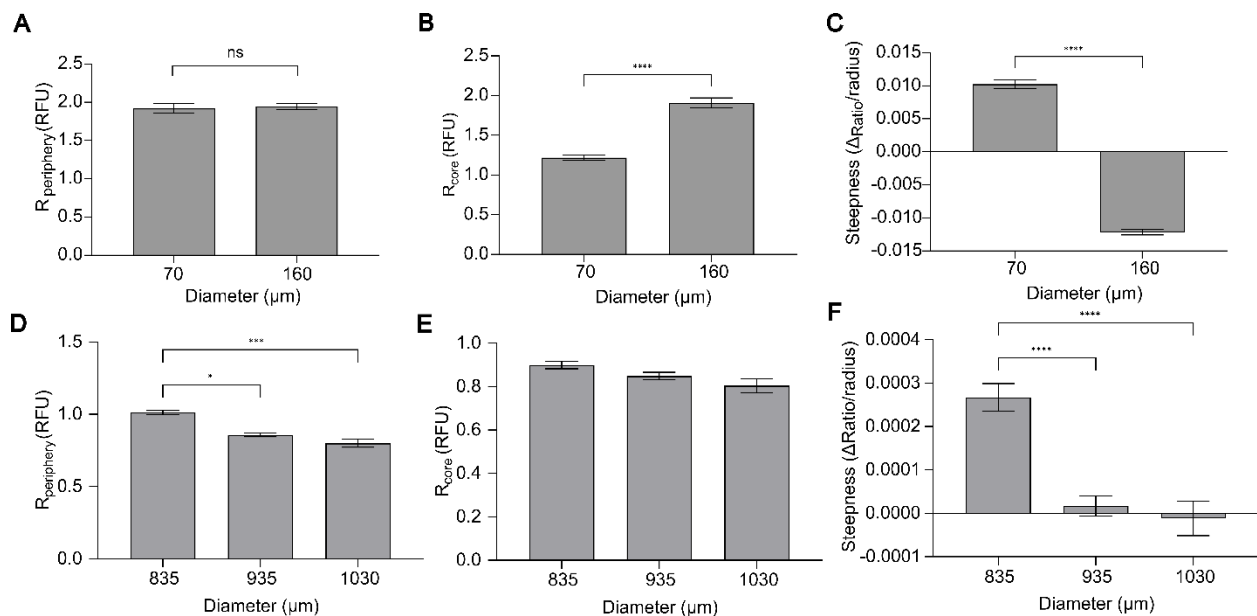 A
R periphery (RFU)
2.5
2.0
1.5
1.0
0.5
0.0
ns
70 160
Diameter (µm)
B
R core (RFU)
2.5
2.0
1.5
1.0
0.5
0.0
****
70 160
Diameter (µm)
C
Steepness (ΔRatio/radius)
0.015
0.010
0.005
0.000
-0.005
-0.010
-0.015
****
70 160
Diameter (µm)
D
R periphery (RFU)
1.5
1.0
0.5
0.0
***
*
835 935 1030
Diameter (µm)
E
R core (RFU)
1.0
0.8
0.6
0.4
0.2
0.0
835 935 1030
Diameter (µm)
F
Steepness (ΔRatio/radius)
0.0004
0.0003
0.0002
0.0001
0.0000
-0.0001
****
****
835 935 1030
Diameter (µm)